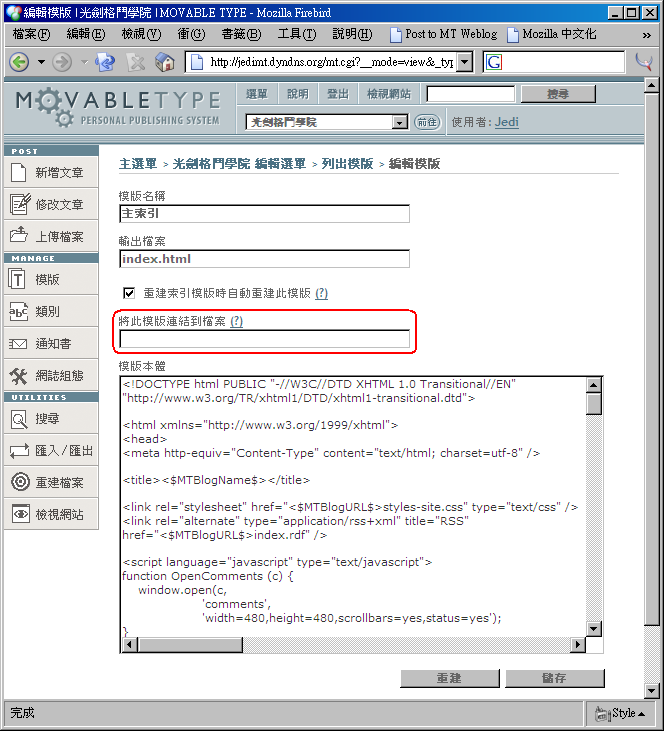 編輯模版 | 光劍格鬥學院 | MOVABLE TYPE - Mozilla Firebird
檔案(F) 編輯(E) 檢視(V) 衝(G) 書籤(B) 工具(T) 說明(H) Post to MT Weblog Mozilla 中文化 »
http://jedimt.dymdns.org/mt.cgi?__mode=view&_typ
G
MOVABLETYPE
PERSONAL PUBLISHING SYSTEM
選單 說明 登出 檢視網站 搜尋
光劍格鬥學院 前往 使用者: Jedi
POST
新增文章
修改文章
上傳檔案
MANAGE
模版
類別
通知書
網誌組態
UTILITIES
搜尋
匯入/匯出
重建檔案
檢視網站
主選單 > 光劍格鬥學院 編輯選單 > 列出模版 > 編輯模版
模版名稱
主索引
輸出檔案
index.html
重建索引模版時自動重建此模版 (?)
將此模版連結到檔案 (?)
模版本體
<!DOCTYPE html PUBLIC "-//W3C//DTD XHTML 1.0 Transitional//EN"
"http://www.w3.org/TR/xhtml1/DTD/xhtml1-transitional.dtd">
<html xmlns="http://www.w3.org/1999/xhtml">
<head>
<meta http-equiv="Content-Type" content="text/html; charset=utf-8" />
<title><$MTBlogName$></title>
<link rel="stylesheet" href="<$MTBlogURL$>styles-site.css" type="text/css" />
<link rel="alternate" type="application/rss+xml" title="RSS"
href="<$MTBlogURL$>index.rdf" />
<script language="javascript" type="text/javascript">
function OpenComments (c) {
window.open(c,
'comments',
'width=480,height=480,scrollbars=yes,status=yes');
}
重建 儲存
完成 Style